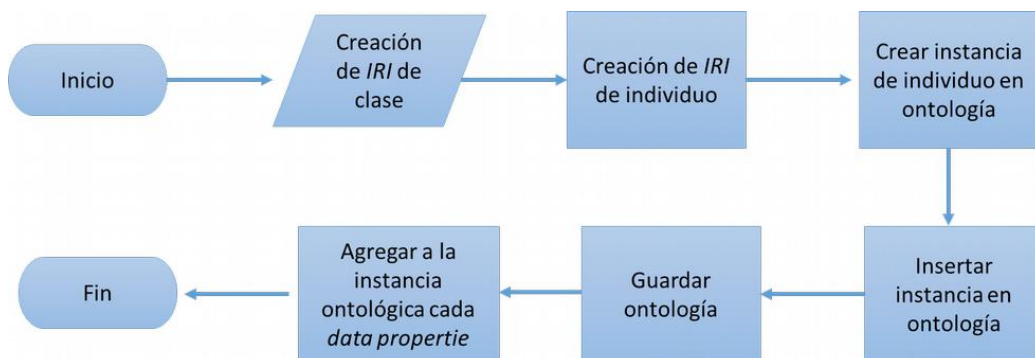 Inicio
Creación
de IRI de
clase
Creación de IRI
de individuo
Crear instancia
de individuo en
ontología
Insertar
instancia en
ontología
Guardar
ontología
Agregar a la
instancia
ontológica cada
data propertie
Fin